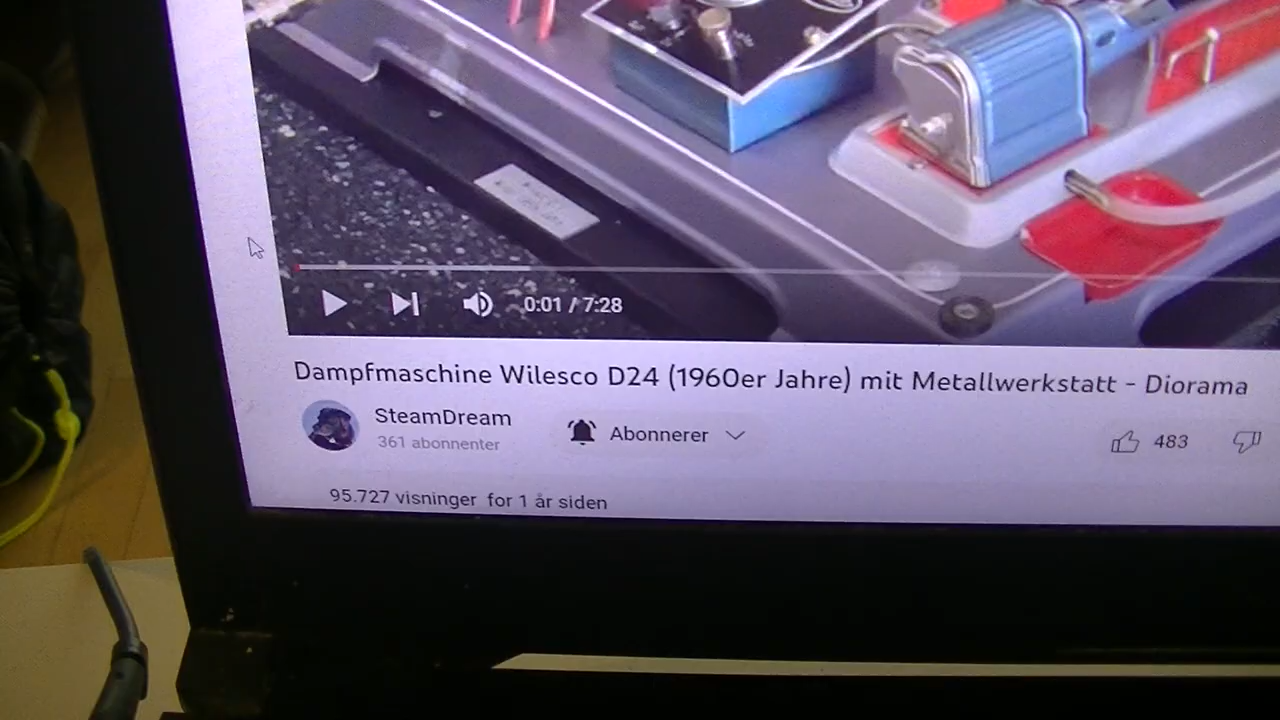 0:01 / 7:28
Dampfmaschine Wilesco D24 (1960er Jahre) mit Metallwerkstatt - Diorama
SteamDream
361 abonnenter
Abonnerer
483
95.727 visninger for 1 år siden